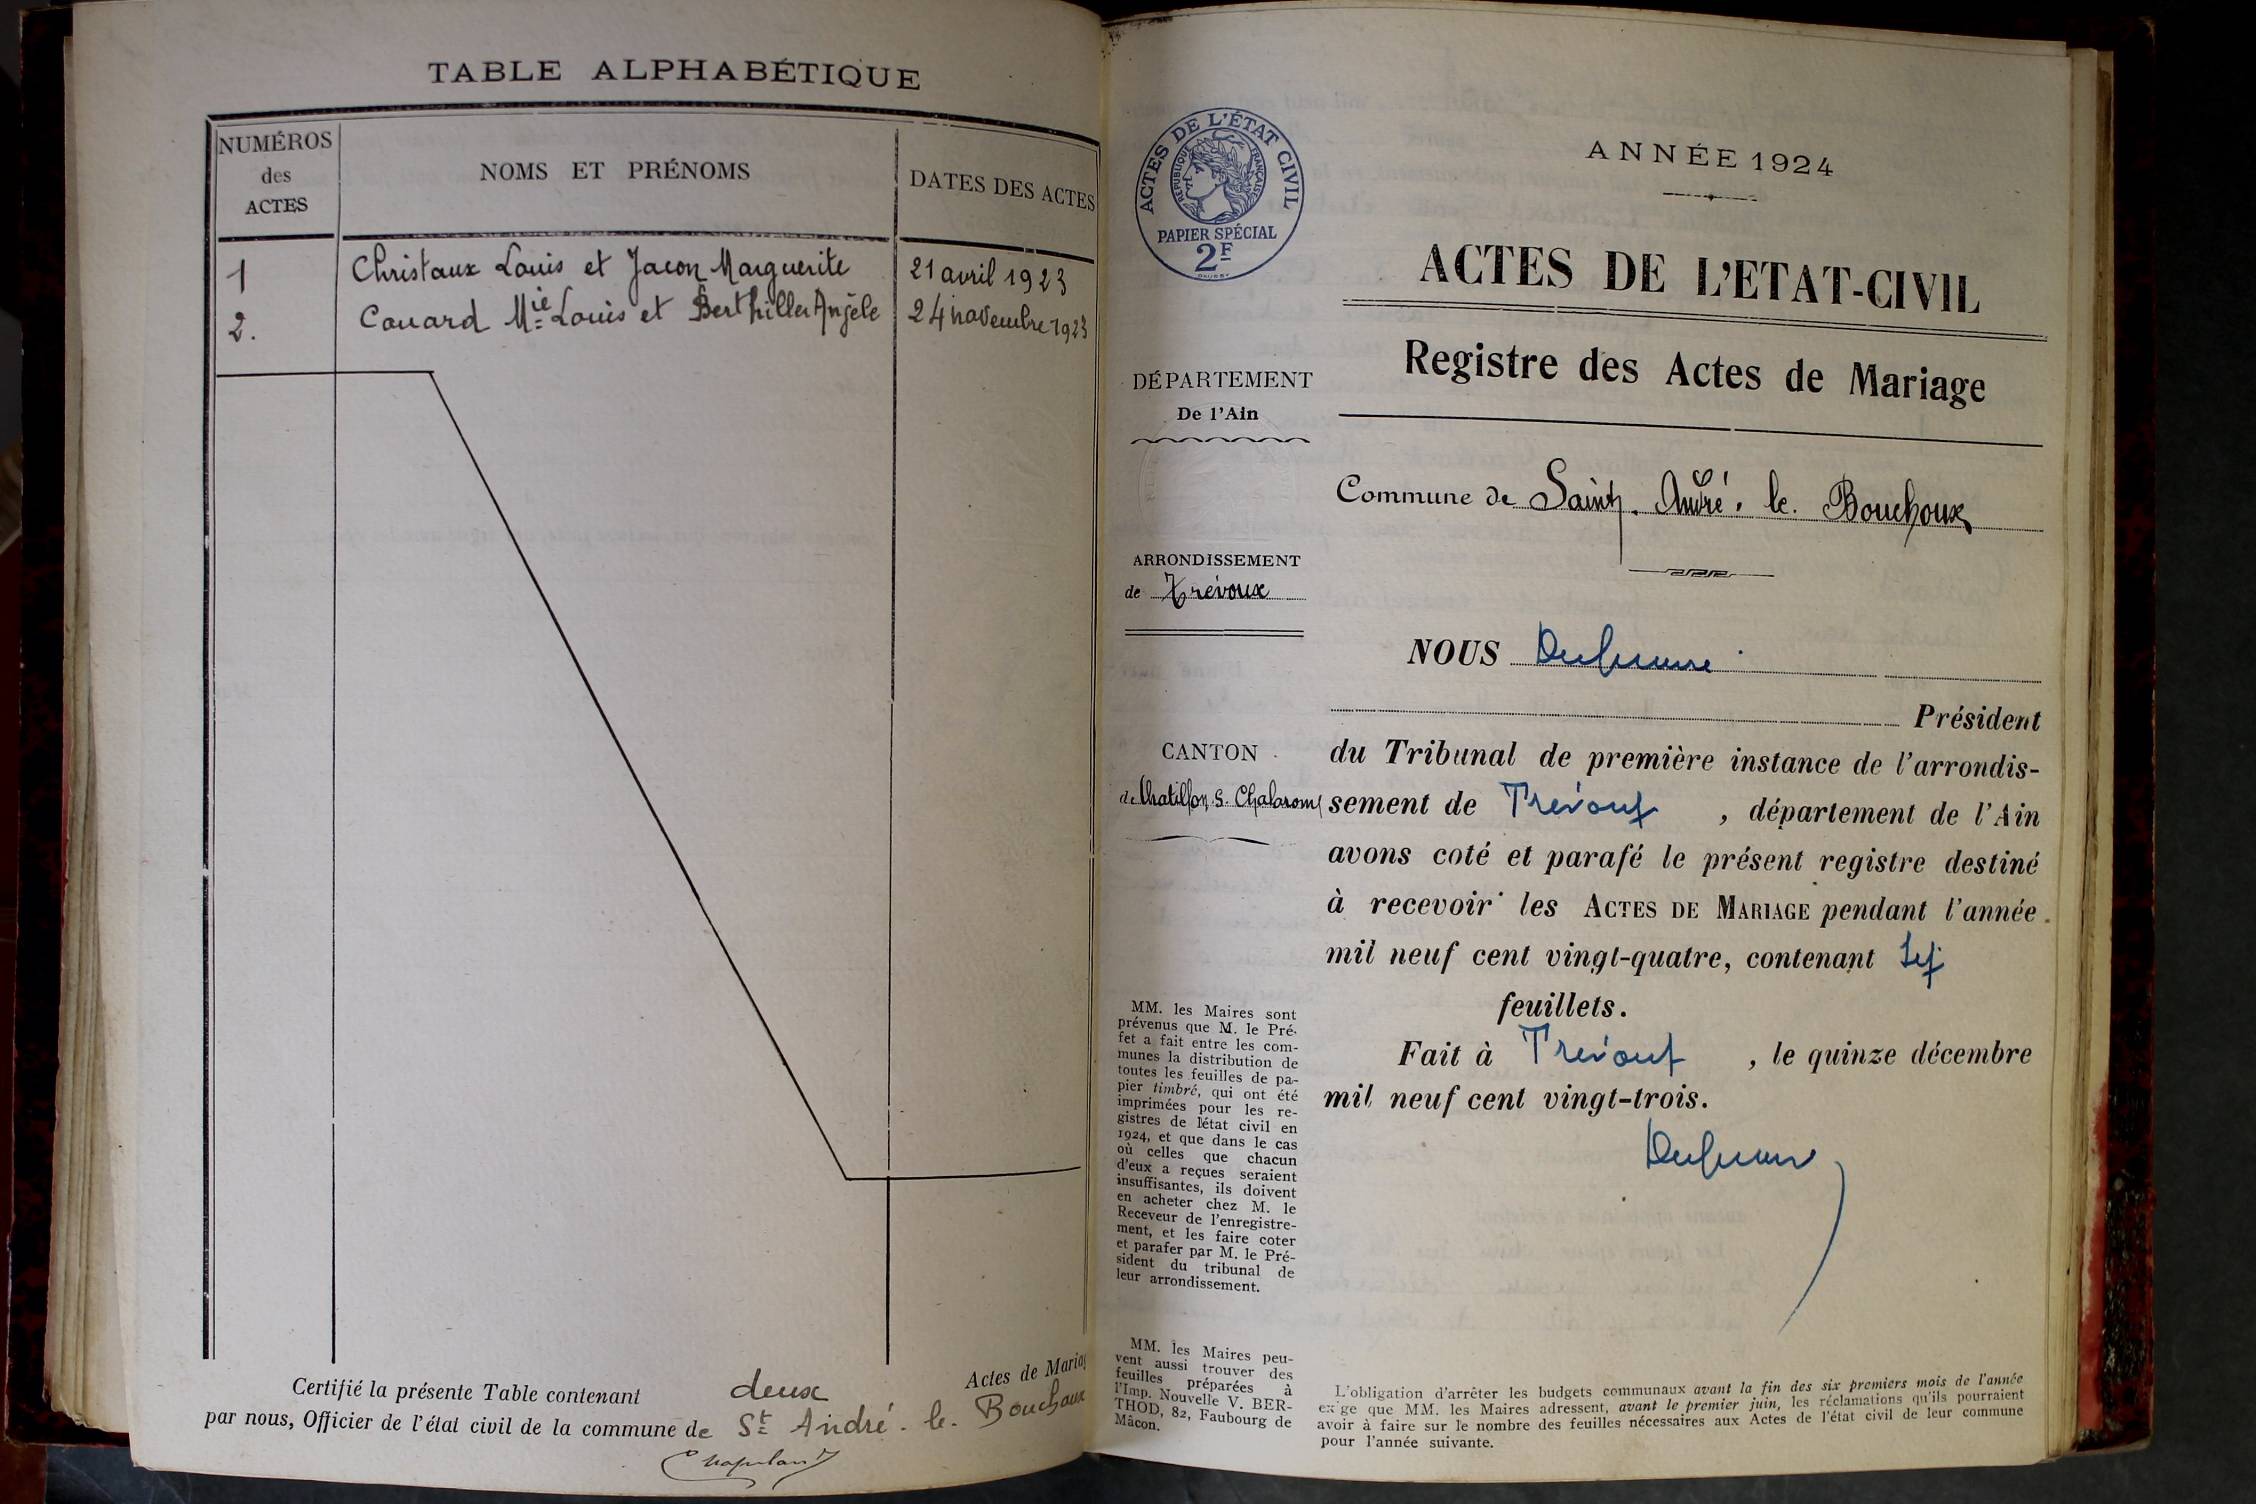 TABLE ALPHABÉTIQUE
NUMÉROS
des
ACTES
NOMS ET PRÉNOMS
DATES DES ACTES
1 Christaux Louis et Jacon Marguerite 21 avril 1923
2. Couard Mie Louis et Berthillier Angèle 24 novembre 1923
Certifié la présente Table contenant deux Actes de Mariag
par nous, Officier de l'état civil de la commune de St André-le-Bouchoux
ACTES DE L'ÉTAT CIVIL
RÉPUBLIQUE FRANÇAISE
PAPIER SPÉCIAL
2F
DÉPARTEMENT
De l'Ain
ARRONDISSEMENT
de Trévoux
CANTON
de Chatillon S. Chalarom
MM. les Maires sont
prévenus que M. le Pré-
fet a fait entre les com-
munes la distribution de
toutes les feuilles de pa-
pier timbré, qui ont été
imprimées pour les re-
gistres de l'état civil en
1924, et que dans le cas
où celles que chacun
d'eux a reçues seraient
insuffisantes, ils doivent
en acheter chez M. le
Receveur de l'enregistre-
ment, et les faire coter
et parafer par M. le Pré-
sident du tribunal de
leur arrondissement.
MM. les Maires peu-
vent aussi trouver des
feuilles préparées à
l'Imp. Nouvelle V. BER-
THOD, 82, Faubourg de
Mâcon.
ANNÉE 1924
ACTES DE L'ETAT-CIVIL
Registre des Actes de Mariage
Commune de Saint. André. le. Bouchoux
NOUS
Président
du Tribunal de première instance de l'arrondis-
sement de Trévoux, département de l'Ain
avons coté et parafé le présent registre destiné
à recevoir les ACTES DE MARIAGE pendant l'année
mil neuf cent vingt-quatre, contenant
feuillets.
Fait à Trévoux, le quinze décembre
mil neuf cent vingt-trois.
L'obligation d'arrêter les budgets communaux avant la fin des six premiers mois de l'année
exige que MM. les Maires adressent, avant le premier juin, les réclamations qu'ils pourraient
avoir à faire sur le nombre des feuilles nécessaires aux Actes de l'état civil de leur commune
pour l'année suivante.